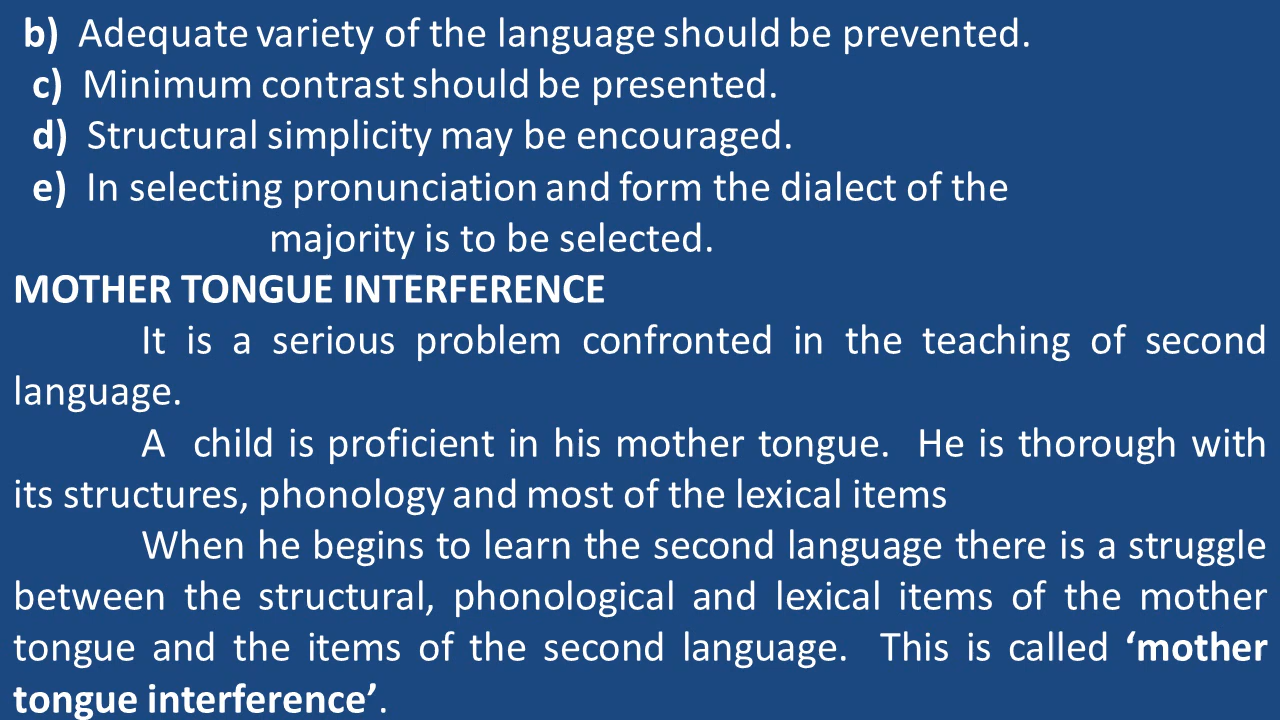 b) Adequate variety of the language should be prevented.
c) Minimum contrast should be presented.
d) Structural simplicity may be encouraged.
e) In selecting pronunciation and form the dialect of the
majority is to be selected.
MOTHER TONGUE INTERFERENCE
It is a serious problem confronted in the teaching of second
language.
A child is proficient in his mother tongue. He is thorough with
its structures, phonology and most of the lexical items
When he begins to learn the second language there is a struggle
between the structural, phonological and lexical items of the mother
tongue and the items of the second language. This is called ‘mother
tongue interference’.